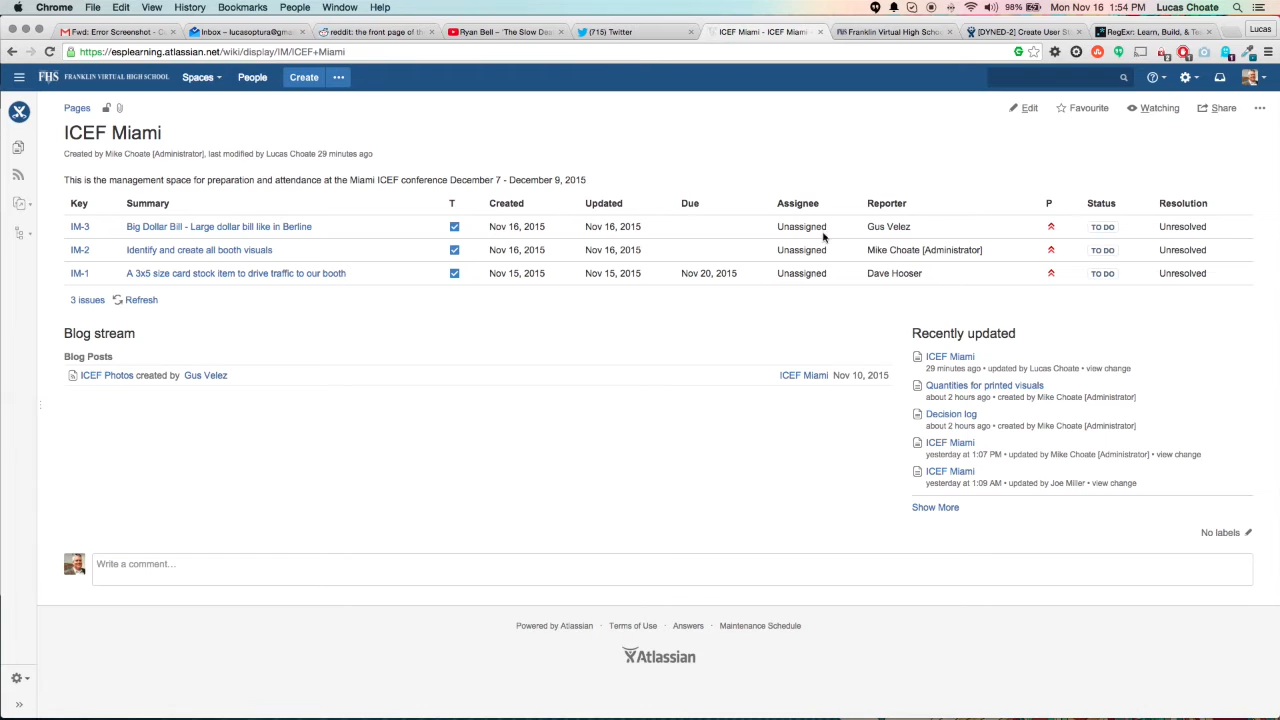 Chrome File Edit View History Bookmarks People Window Help 98% Mon Nov 16 1:54 PM Lucas Choate
Fwd: Error Screenshot - C Inbox - lucasoptura@gmail. reddit: the front page of the Ryan Bell — "The Slow De (715) Twitter ICEF Miami - ICEF Miami - Franklin Virtual High School [DYNED-2] Create User St RegExr: Learn, Build, & Te Lucas
https://esplearning.atlassian.net/wiki/display/IM/ICEF+Miami
FHS FRANKLIN VIRTUAL HIGH SCHOOL Spaces People Create
Pages Edit Favourite Watching Share
ICEF Miami
Created by Mike Choate [Administrator], last modified by Lucas Choate 29 minutes ago
This is the management space for preparation and attendance at the Miami ICEF conference December 7 - December 9, 2015
Key Summary T Created Updated Due Assignee Reporter P Status Resolution
IM-3 Big Dollar Bill - Large dollar bill like in Berline Nov 16, 2015 Nov 16, 2015 Unassigned Gus Velez TO DO Unresolved
IM-2 Identify and create all booth visuals Nov 16, 2015 Nov 16, 2015 Unassigned Mike Choate [Administrator] TO DO Unresolved
IM-1 A 3x5 size card stock item to drive traffic to our booth Nov 15, 2015 Nov 15, 2015 Nov 20, 2015 Unassigned Dave Hooser TO DO Unresolved
3 issues Refresh
Blog stream
Blog Posts
ICEF Photos created by Gus Velez ICEF Miami Nov 10, 2015
Recently updated
ICEF Miami
29 minutes ago • updated by Lucas Choate • view change
Quantities for printed visuals
about 2 hours ago • created by Mike Choate [Administrator]
Decision log
about 2 hours ago • created by Mike Choate [Administrator]
ICEF Miami
yesterday at 1:07 PM • updated by Mike Choate [Administrator] • view change
ICEF Miami
yesterday at 1:09 AM • updated by Joe Miller • view change
Show More
No labels
Write a comment…
Powered by Atlassian · Terms of Use · Answers · Maintenance Schedule
Atlassian